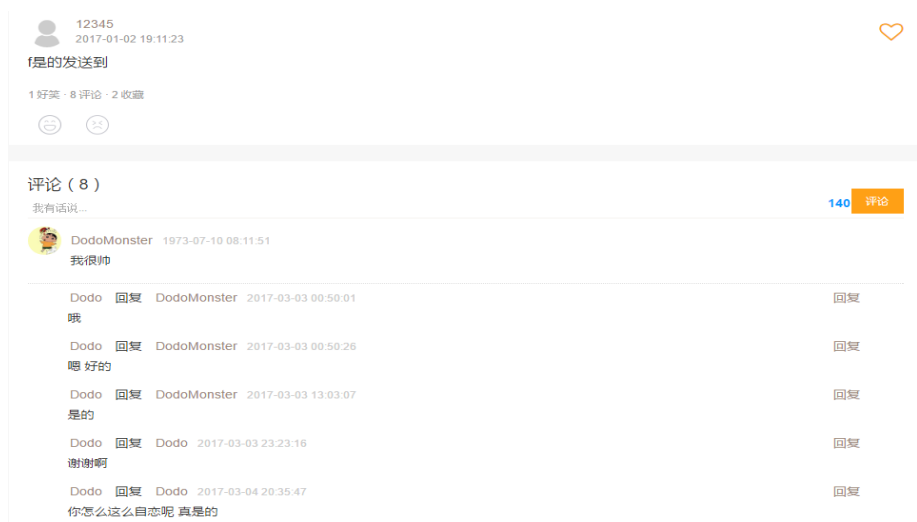 12345
2017-01-02 19:11:23
f是的发送到
1 好笑 · 8 评论 · 2 收藏
评论（8）
我有话说...
140 评论
DodoMonster 1973-07-10 08:11:51
我很帅
Dodo 回复 DodoMonster 2017-03-03 00:50:01 回复
哦
Dodo 回复 DodoMonster 2017-03-03 00:50:26 回复
嗯 好的
Dodo 回复 DodoMonster 2017-03-03 13:03:07 回复
是的
Dodo 回复 Dodo 2017-03-03 23:23:16 回复
谢谢啊
Dodo 回复 Dodo 2017-03-04 20:35:47 回复
你怎么这么自恋呢 真是的